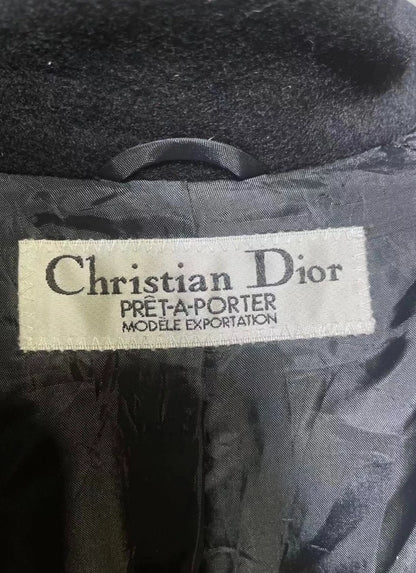 Christian Dior
PRÊT-A-PORTER
MODÈLE EXPORTATION